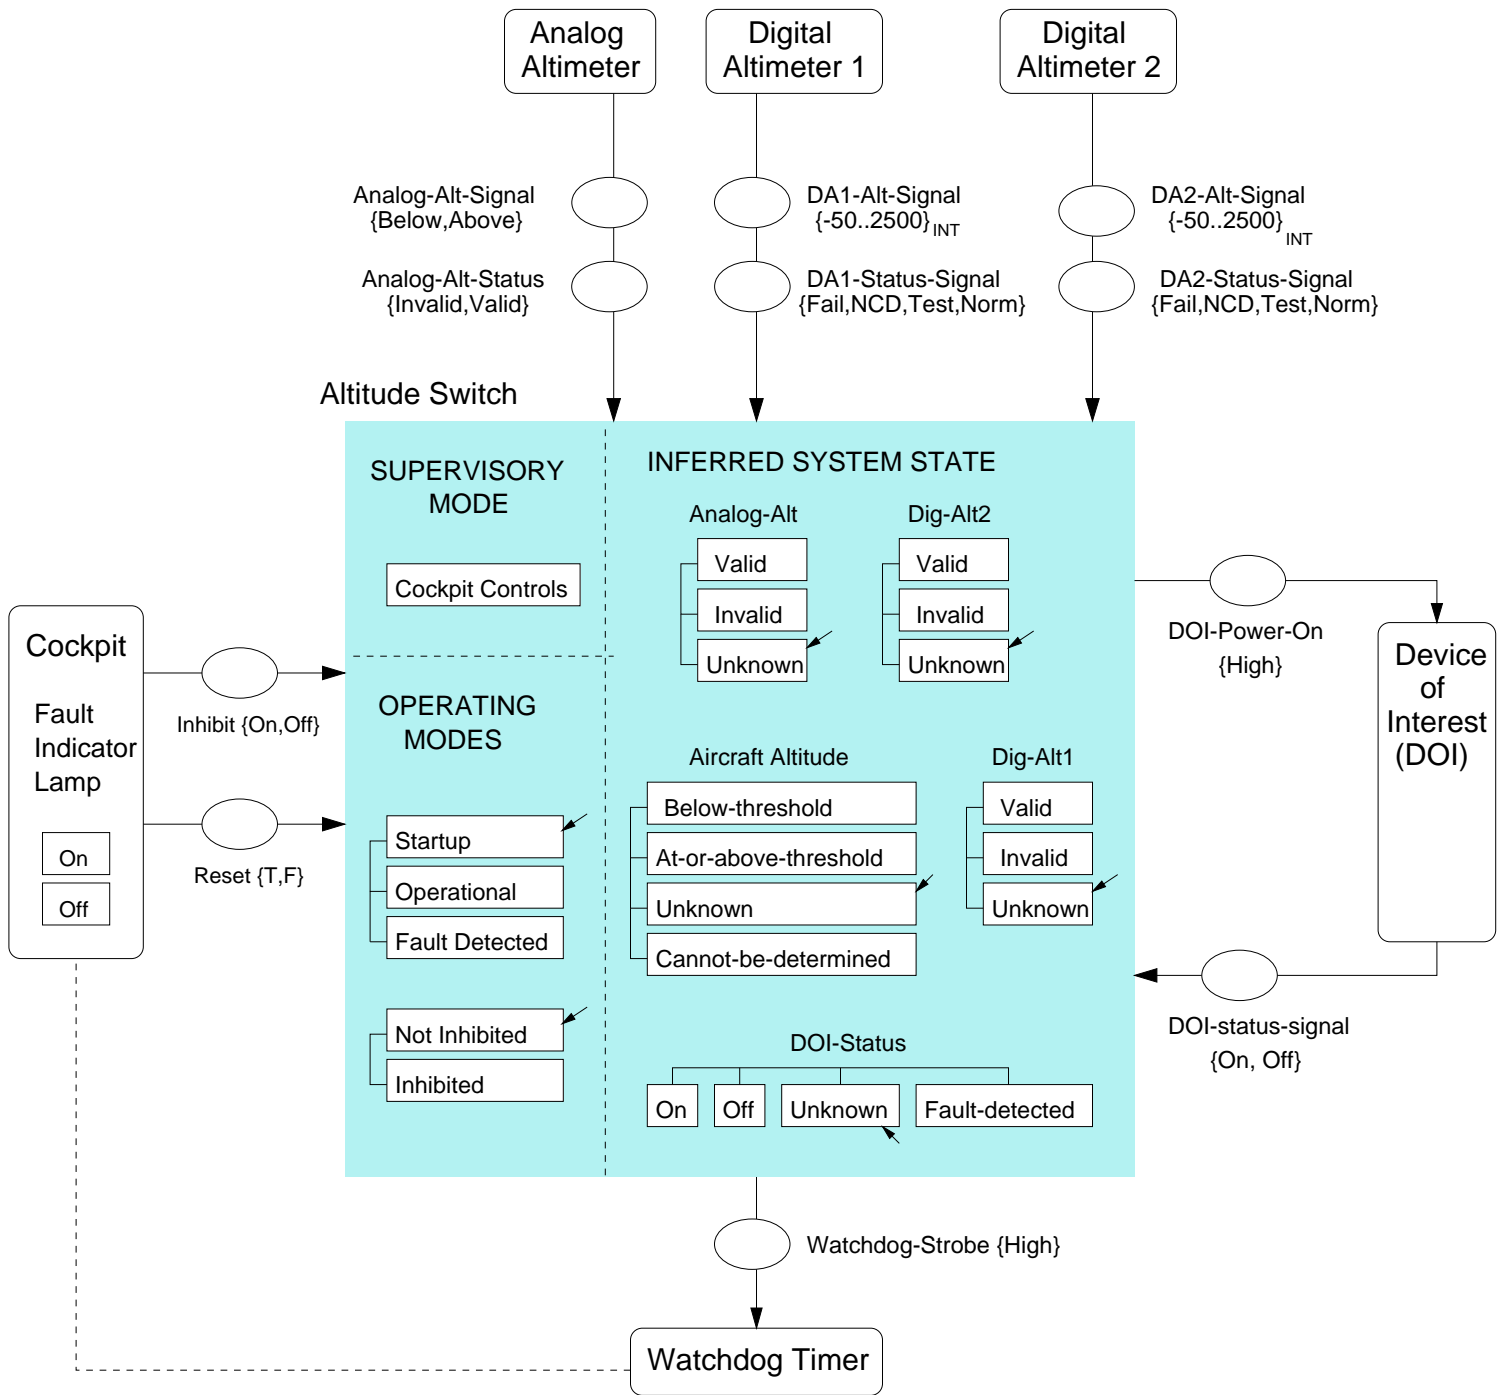 Analog
Altimeter
Digital
Altimeter 1
Digital
Altimeter 2
Analog-Alt-Signal
{Below,Above}
DA1-Alt-Signal
{-50..2500}INT
DA2-Alt-Signal
{-50..2500}INT
Analog-Alt-Status
{Invalid,Valid}
DA1-Status-Signal
{Fail,NCD,Test,Norm}
DA2-Status-Signal
{Fail,NCD,Test,Norm}
Altitude Switch
SUPERVISORY
MODE
Cockpit Controls
INFERRED SYSTEM STATE
Analog-Alt
Valid
Invalid
Unknown
Dig-Alt2
Valid
Invalid
Unknown
Cockpit
Fault
Indicator
Lamp
On
Off
Inhibit {On,Off}
Reset {T,F}
OPERATING
MODES
Startup
Operational
Fault Detected
Not Inhibited
Inhibited
Aircraft Altitude
Below-threshold
At-or-above-threshold
Unknown
Cannot-be-determined
Dig-Alt1
Valid
Invalid
Unknown
DOI-Status
On
Off
Unknown
Fault-detected
DOI-Power-On
{High}
Device
of
Interest
(DOI)
DOI-status-signal
{On, Off}
Watchdog-Strobe {High}
Watchdog Timer